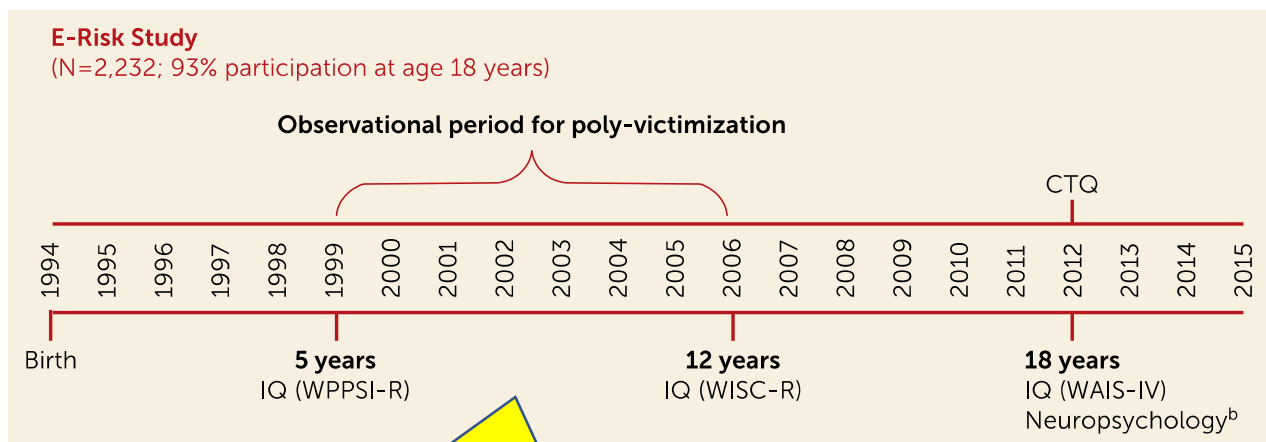 E-Risk Study
(N=2,232; 93% participation at age 18 years)
Observational period for poly-victimization
CTQ
1994 1995 1996 1997 1998 1999 2000 2001 2002 2003 2004 2005 2006 2007 2008 2009 2010 2011 2012 2013 2014 2015
Birth 5 years 12 years 18 years
IQ (WPPSI-R) IQ (WISC-R) IQ (WAIS-IV)
Neuropsychologyᵇ